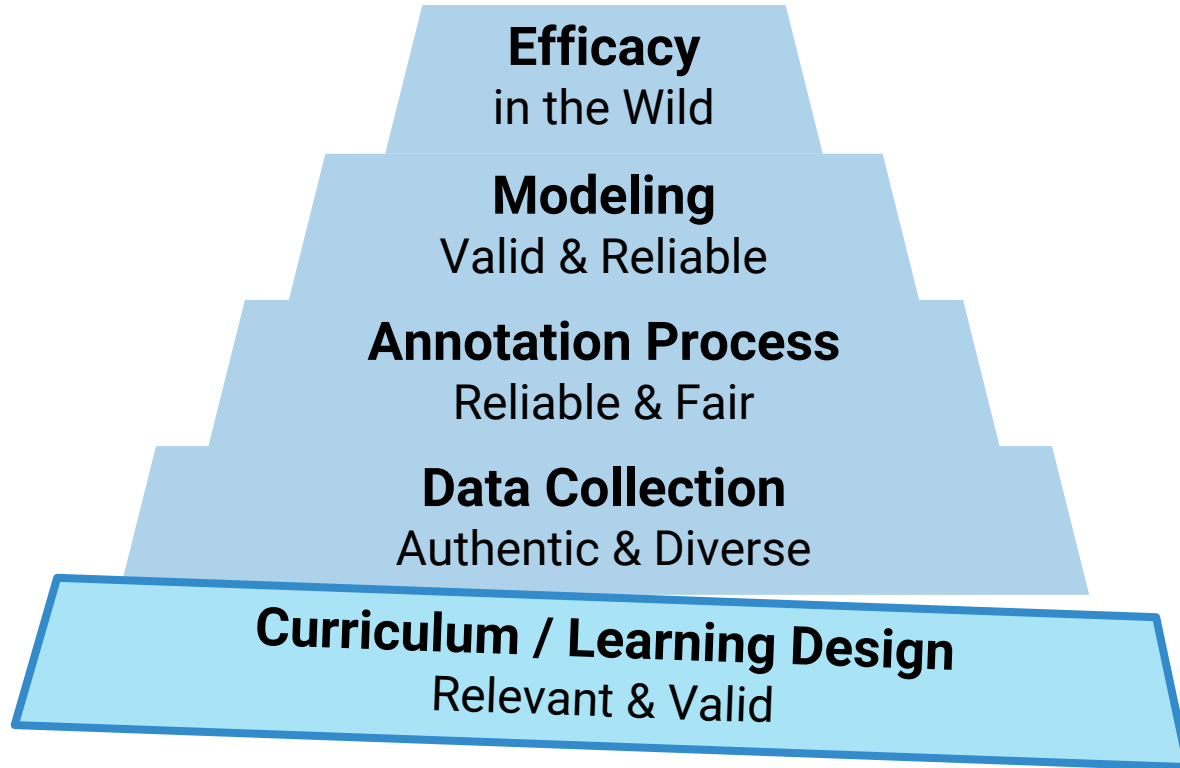 Efficacy
in the Wild
Modeling
Valid & Reliable
Annotation Process
Reliable & Fair
Data Collection
Authentic & Diverse
Curriculum / Learning Design
Relevant & Valid